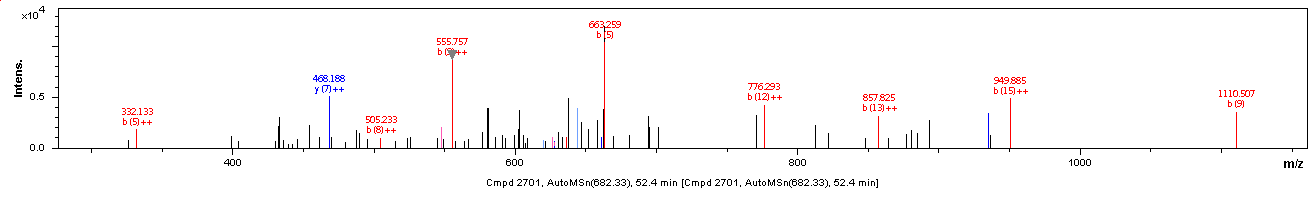 x10⁴
Intens.
0.5
0.0
332.133
b (5)++
468.188
y (7)++
505.233
b (8)++
555.757
b (9)++
663.259
b (5)
776.293
b (12)++
857.825
b (13)++
949.885
b (15)++
1110.507
b (9)
400
600
800
1000
m/z
Cmpd 2701, AutoMSn(682.33), 52.4 min [Cmpd 2701, AutoMSn(682.33), 52.4 min]